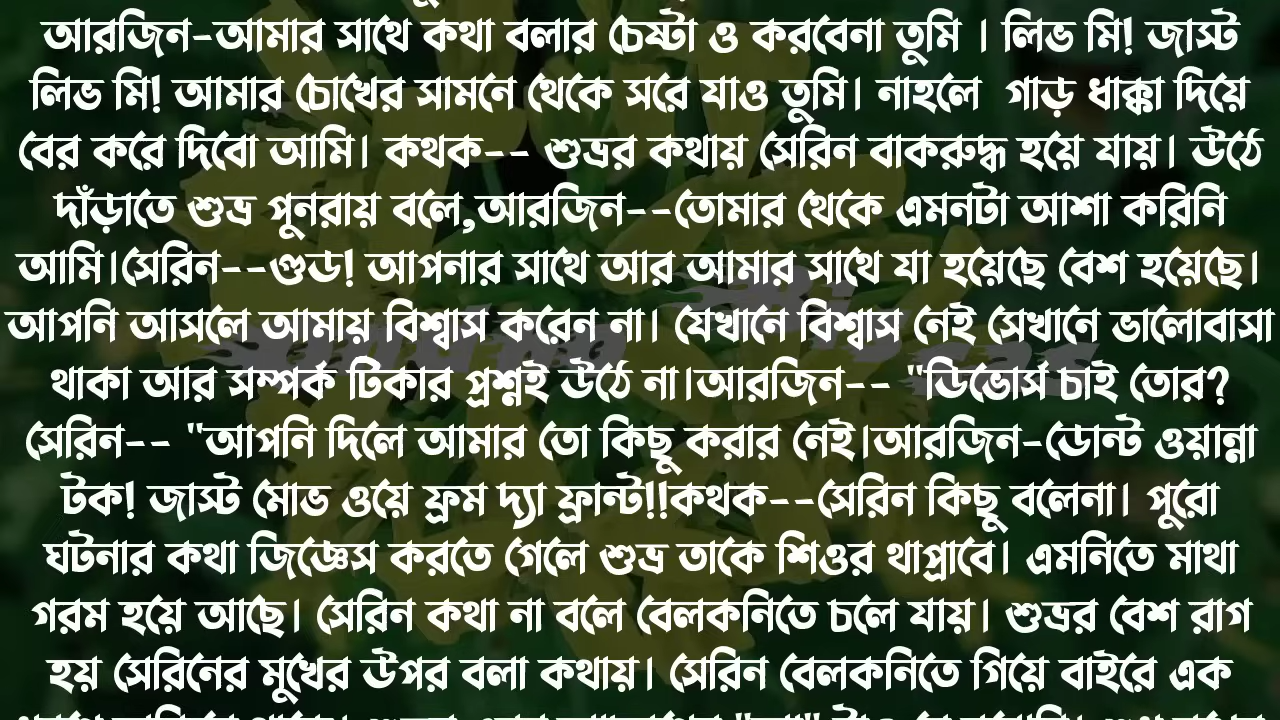 আরজিন-আমার সাথে কথা বলার চেষ্টা ও করবেনা তুমি । লিভ মি! জাস্ট
লিভ মি! আমার চোখের সামনে থেকে সরে যাও তুমি। নাহলে গাড় ধাক্কা দিয়ে
বের করে দিবো আমি। কথক-- শুভ্রর কথায় সেরিন বাকরুদ্ধ হয়ে যায়। উঠে
দাঁড়াতে শুভ্র পুনরায় বলে,আরজিন--তোমার থেকে এমনটা আশা করিনি
আমি।সেরিন--গুড! আপনার সাথে আর আমার সাথে যা হয়েছে বেশ হয়েছে।
আপনি আসলে আমায় বিশ্বাস করেন না। যেখানে বিশ্বাস নেই সেখানে ভালোবাসা
থাকা আর সম্পর্ক টিকার প্রশ্নই উঠে না।আরজিন-- "ডিভোর্স চাই তোর?
সেরিন-- "আপনি দিলে আমার তো কিছু করার নেই।আরজিন-ডোন্ট ওয়ান্না
টক! জাস্ট মোভ ওয়ে ফ্রম দ্যা ফ্রান্ট!!কথক--সেরিন কিছু বলেনা। পুরো
ঘটনার কথা জিজ্ঞেস করতে গেলে শুভ্র তাকে শিওর থাপ্রাবে। এমনিতে মাথা
গরম হয়ে আছে। সেরিন কথা না বলে বেলকনিতে চলে যায়। শুভ্রর বেশ রাগ
হয় সেরিনের মুখের উপর বলা কথায়। সেরিন বেলকনিতে গিয়ে বাইরে এক